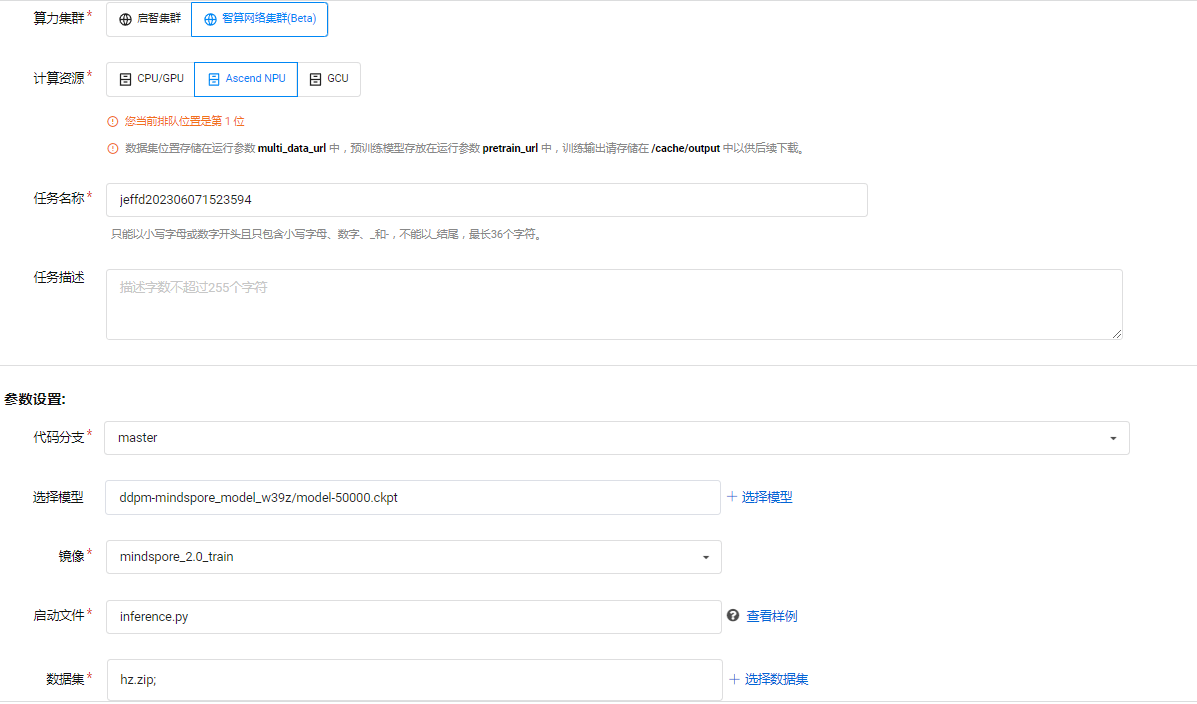 算力集群* 启智集群 智算网络集群(Beta)
计算资源* CPU/GPU Ascend NPU GCU
您当前排队位置是第 1 位
数据集位置存储在运行参数 multi_data_url 中，预训练模型存放在运行参数 pretrain_url 中，训练输出请存储在 /cache/output 中以供后续下载。
任务名称* jeffd202306071523594
只能以小写字母或数字开头且只包含小写字母、数字、_和-，不能以_结尾，最长36个字符。
任务描述 描述字数不超过255个字符
参数设置:
代码分支* master
选择模型 ddpm-mindspore_model_w39z/model-50000.ckpt + 选择模型
镜像* mindspore_2.0_train
启动文件* inference.py ? 查看样例
数据集* hz.zip; + 选择数据集